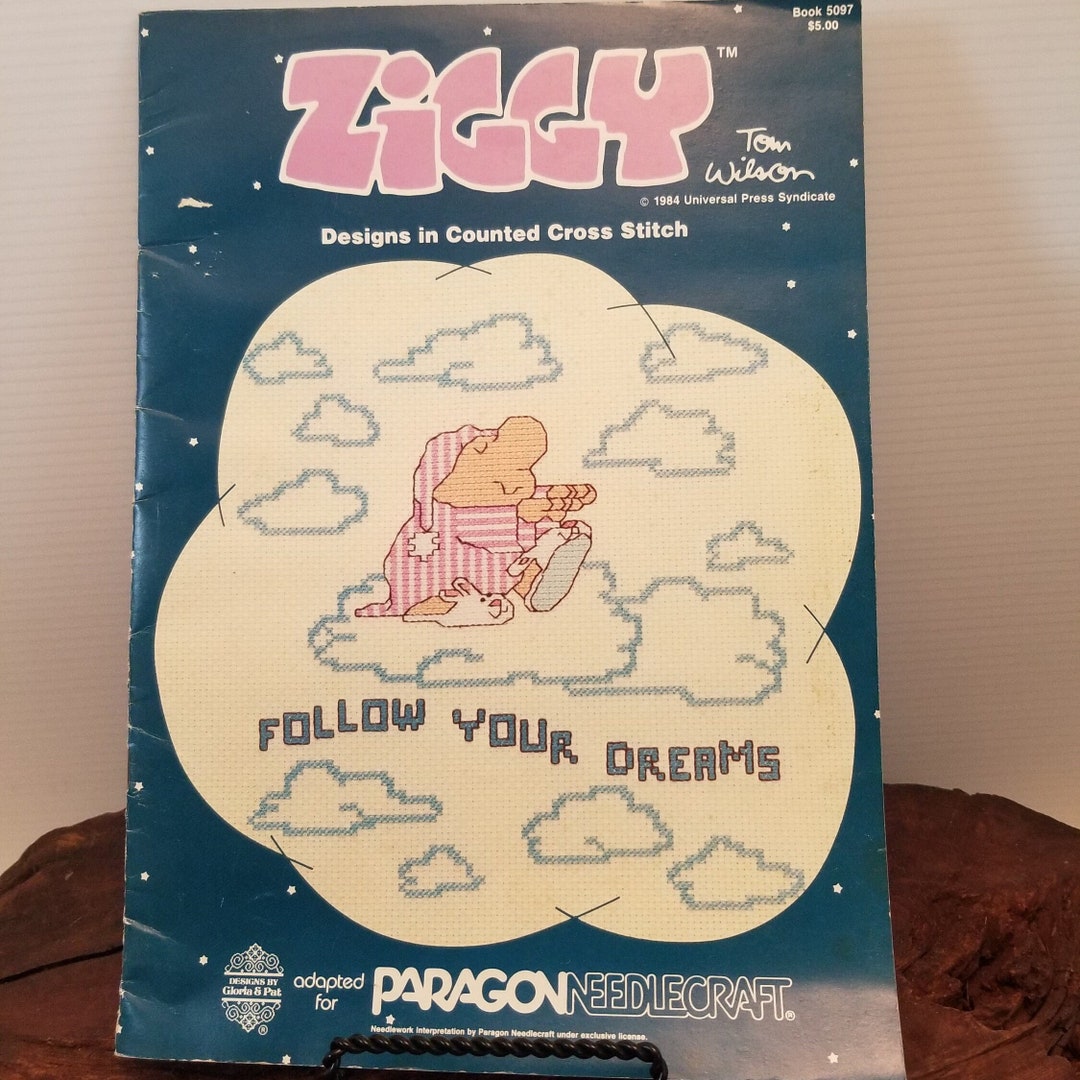 Book 5097
$5.00
ZiGGY™
Tom
Wilson
© 1984 Universal Press Syndicate
Designs in Counted Cross Stitch
FOLLOW YOUR DREAMS
DESIGNS BY
Gloria & Pat
®
adapted
for
PARAGON NEEDLECRAFT®
Needlework interpretation by Paragon Needlecraft under exclusive license.